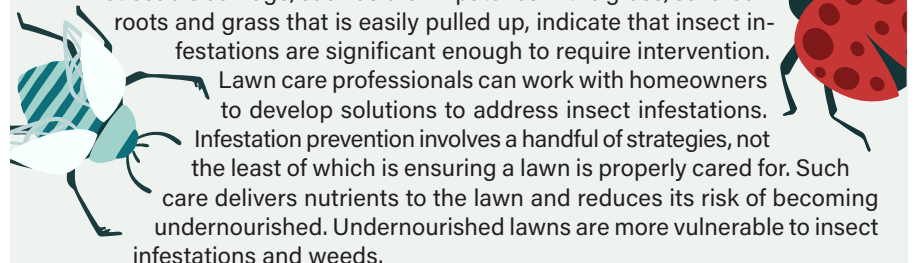 roots and grass that is easily pulled up, indicate that insect in-
festations are significant enough to require intervention.
Lawn care professionals can work with homeowners
to develop solutions to address insect infestations.
Infestation prevention involves a handful of strategies, not
the least of which is ensuring a lawn is properly cared for. Such
care delivers nutrients to the lawn and reduces its risk of becoming
undernourished. Undernourished lawns are more vulnerable to insect
infestations and weeds.